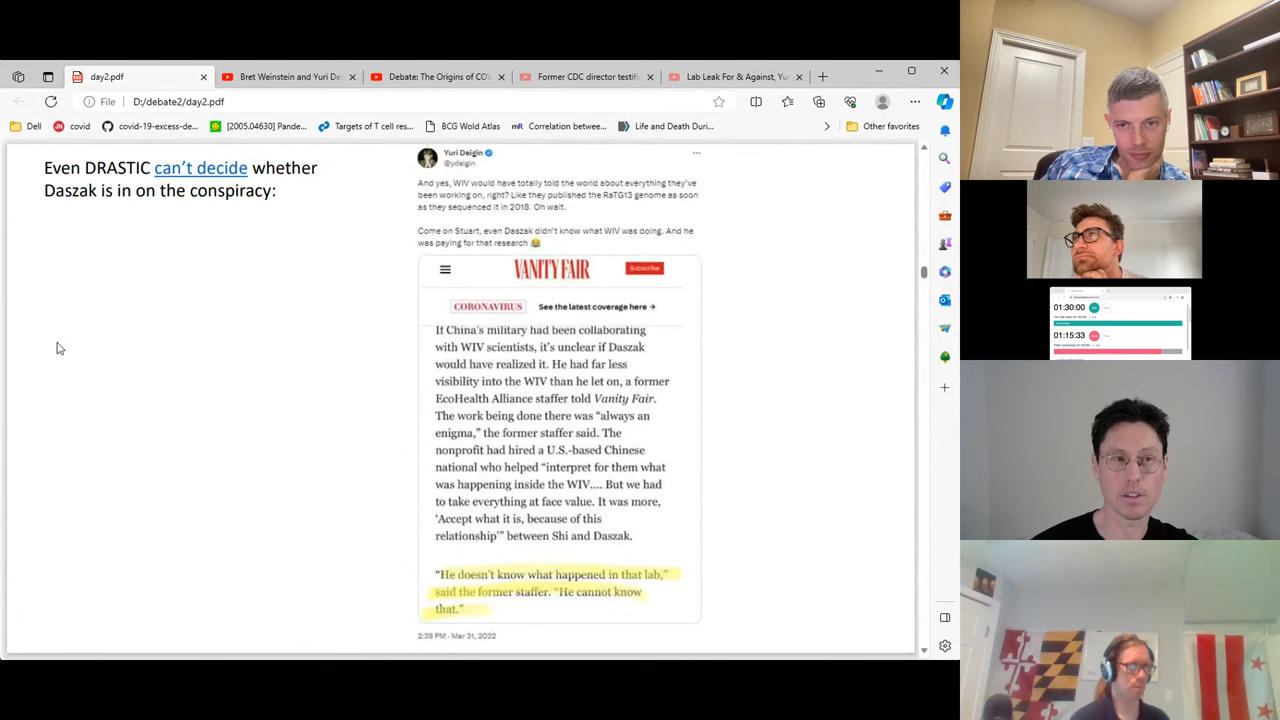 day2.pdf
Bret Weinstein and Yuri De
Debate: The Origins of CO
Former CDC director testifi
Lab Leak For & Against, Yu
File
D:/debate2/day2.pdf
Dell
covid
covid-19-excess-de...
[2005.04630] Pande...
Targets of T cell res...
BCG Wold Atlas
Correlation betwee...
Life and Death Duri...
Other favorites
Even DRASTIC can't decide whether
Daszak is in on the conspiracy:
Yuri Deigin
@ydeigin
And yes, WIV would have totally told the world about everything they've
been working on, right? Like they published the RaTG13 genome as soon
as they sequenced it in 2018. Oh wait.
Come on Stuart, even Daszak didn't know what WIV was doing. And he
was paying for that research
VANITY FAIR
Subscribe
CORONAVIRUS
See the latest coverage here →
If China's military had been collaborating
with WIV scientists, it's unclear if Daszak
would have realized it. He had far less
visibility into the WIV than he let on, a former
EcoHealth Alliance staffer told Vanity Fair.
The work being done there was "always an
enigma," the former staffer said. The
nonprofit had hired a U.S.-based Chinese
national who helped "interpret for them what
was happening inside the WIV.... But we had
to take everything at face value. It was more,
'Accept what it is, because of this
relationship'" between Shi and Daszak.
"He doesn't know what happened in that lab,"
said the former staffer. "He cannot know
that."
2:39 PM · Mar 31, 2022
01:30:00
01:15:33